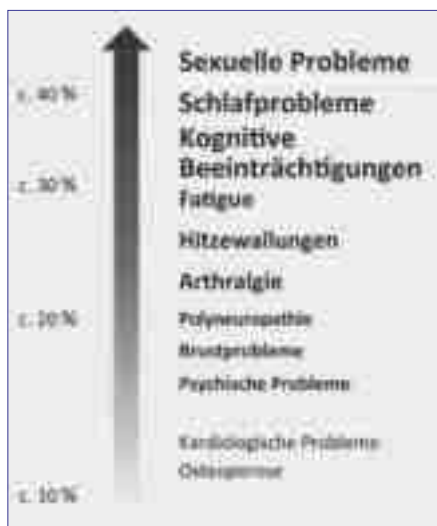 Sexuelle Probleme
c. 40 %
Schlafprobleme
Kognitive
Beeinträchtigungen
c. 30 %
Fatigue
Hitzewallungen
Arthralgie
c. 20 %
Polyneuropathie
Brustprobleme
Psychische Probleme
Kardiologische Probleme
Osteoporose
c. 10 %